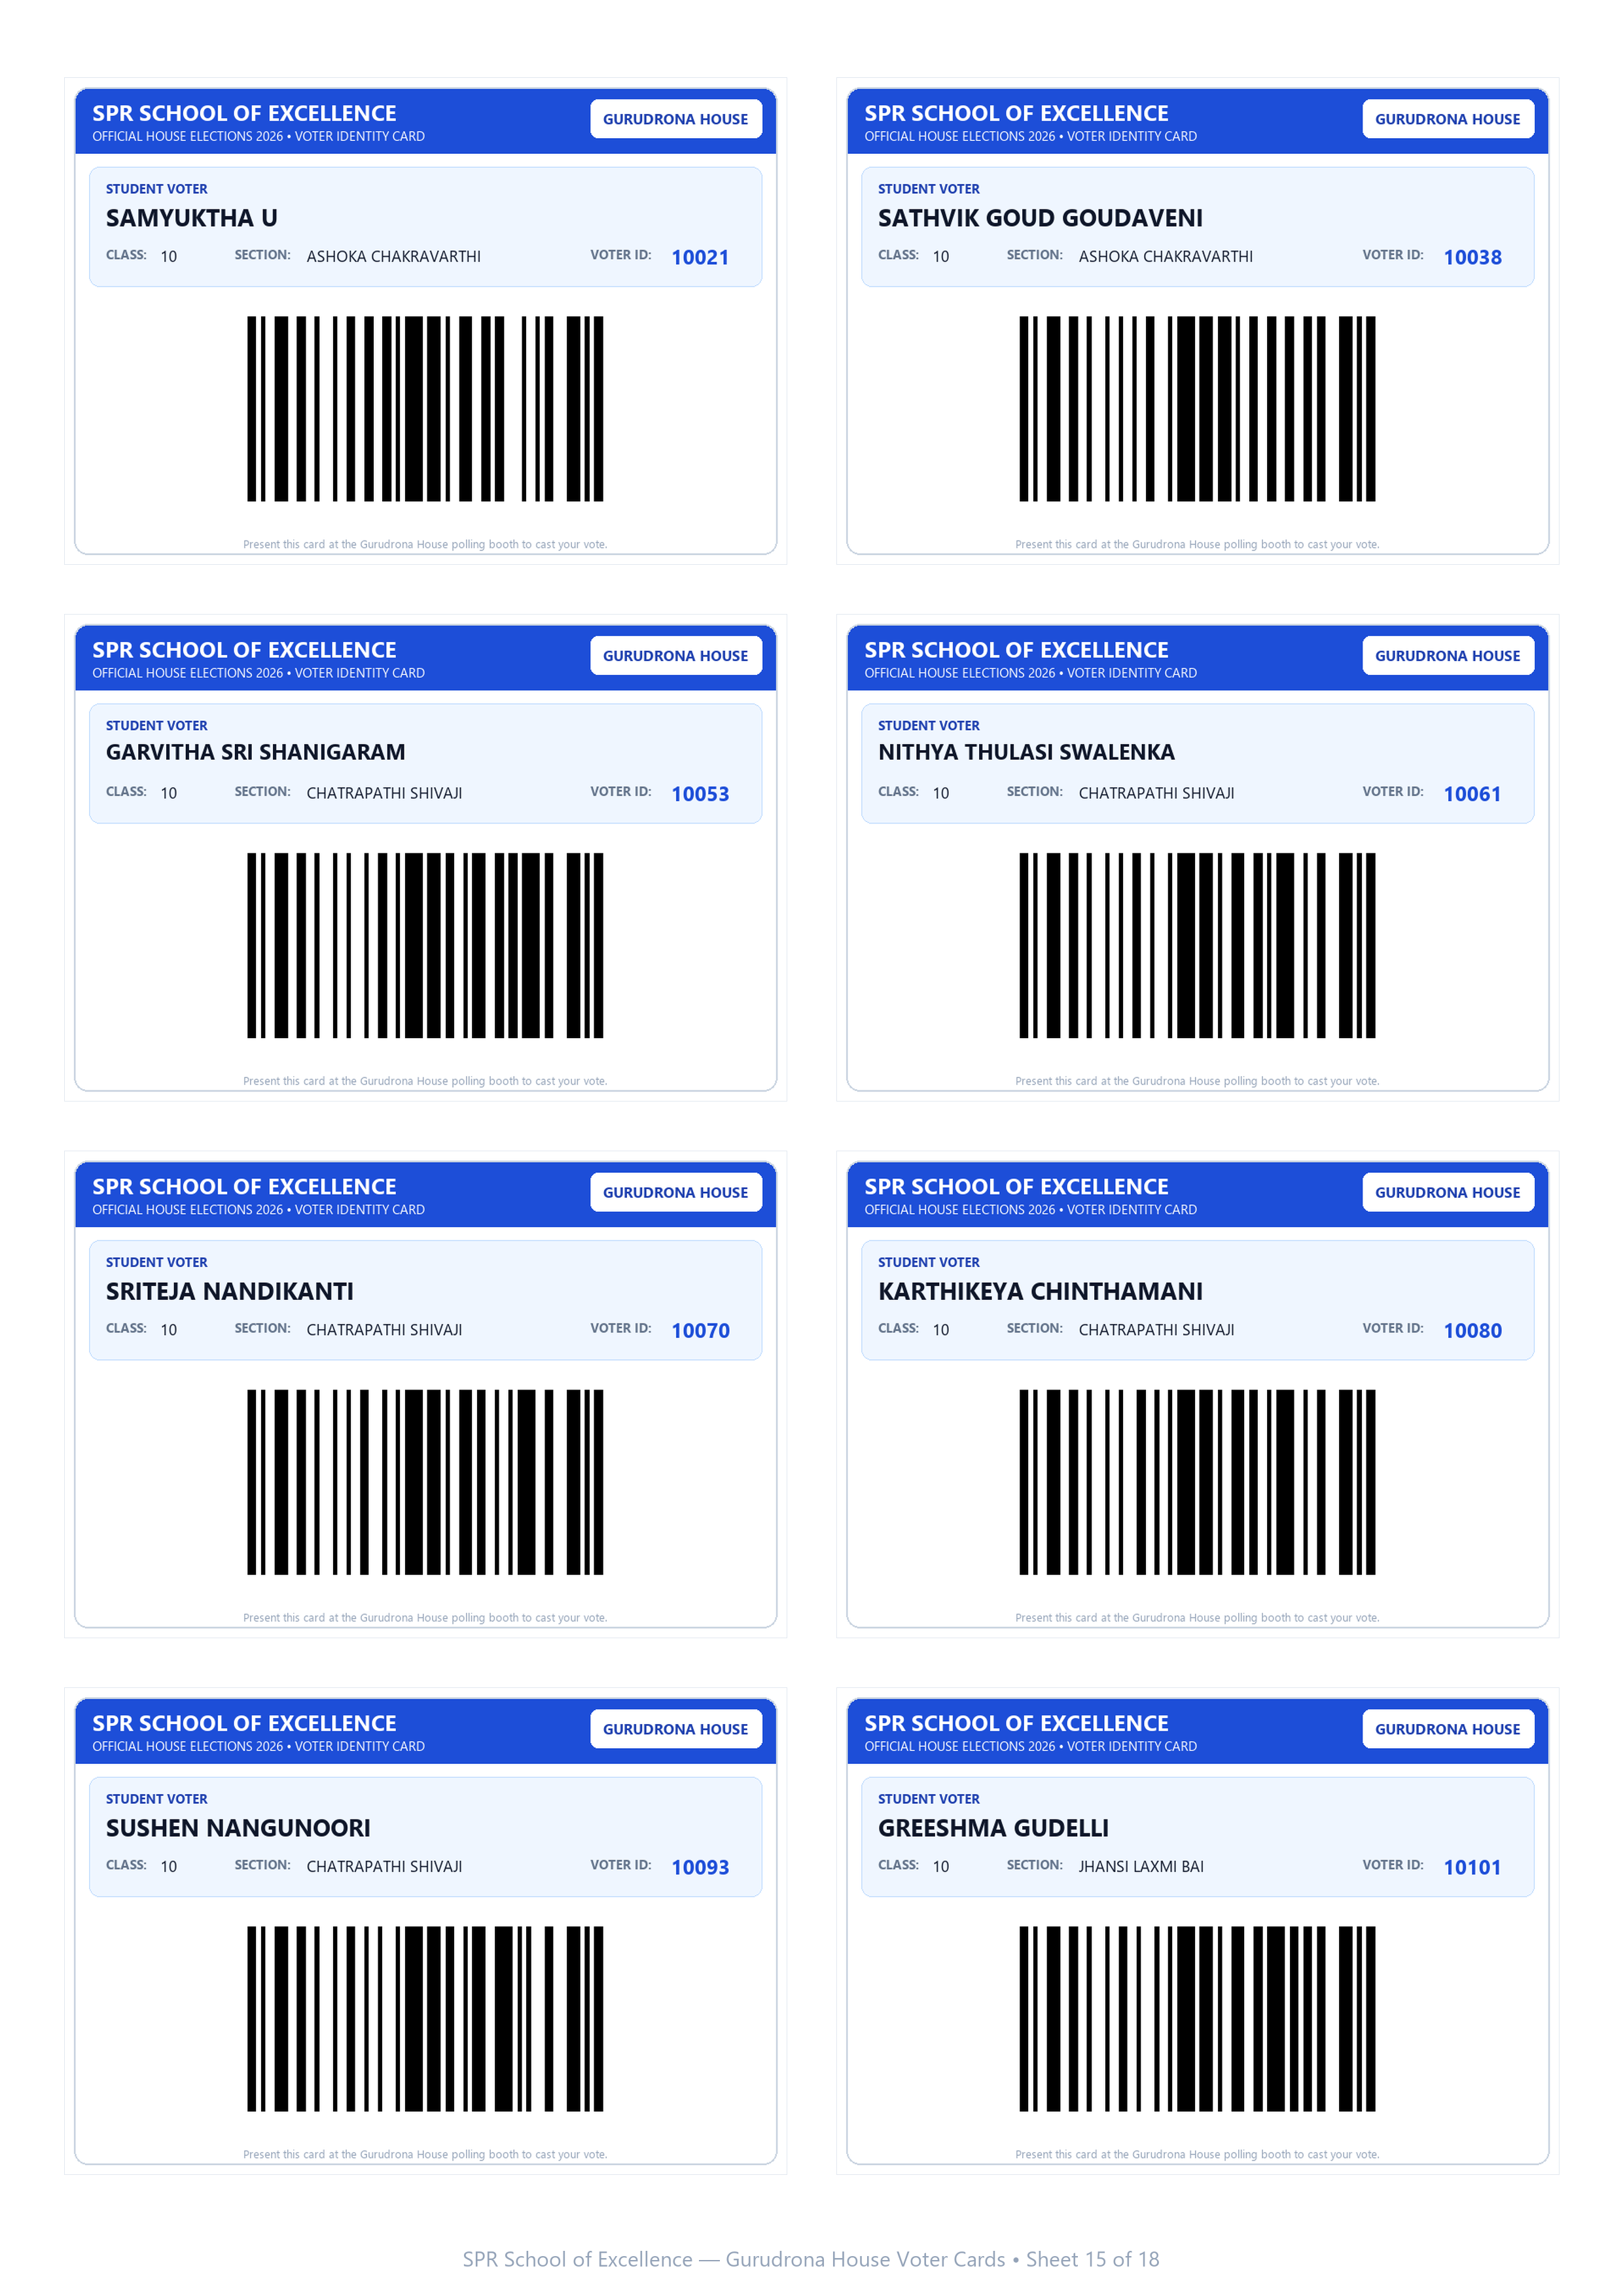 SPR SCHOOL OF EXCELLENCE
OFFICIAL HOUSE ELECTIONS 2026 • VOTER IDENTITY CARD
GURUDRONA HOUSE
STUDENT VOTER
SAMYUKTHA U
CLASS: 10 SECTION: ASHOKA CHAKRAVARTHI VOTER ID: 10021
Present this card at the Gurudrona House polling booth to cast your vote.
SPR SCHOOL OF EXCELLENCE
OFFICIAL HOUSE ELECTIONS 2026 • VOTER IDENTITY CARD
GURUDRONA HOUSE
STUDENT VOTER
SATHVIK GOUD GOUDAVENI
CLASS: 10 SECTION: ASHOKA CHAKRAVARTHI VOTER ID: 10038
Present this card at the Gurudrona House polling booth to cast your vote.
SPR SCHOOL OF EXCELLENCE
OFFICIAL HOUSE ELECTIONS 2026 • VOTER IDENTITY CARD
GURUDRONA HOUSE
STUDENT VOTER
GARVITHA SRI SHANIGARAM
CLASS: 10 SECTION: CHATRAPATHI SHIVAJI VOTER ID: 10053
Present this card at the Gurudrona House polling booth to cast your vote.
SPR SCHOOL OF EXCELLENCE
OFFICIAL HOUSE ELECTIONS 2026 • VOTER IDENTITY CARD
GURUDRONA HOUSE
STUDENT VOTER
NITHYA THULASI SWALENKA
CLASS: 10 SECTION: CHATRAPATHI SHIVAJI VOTER ID: 10061
Present this card at the Gurudrona House polling booth to cast your vote.
SPR SCHOOL OF EXCELLENCE
OFFICIAL HOUSE ELECTIONS 2026 • VOTER IDENTITY CARD
GURUDRONA HOUSE
STUDENT VOTER
SRITEJA NANDIKANTI
CLASS: 10 SECTION: CHATRAPATHI SHIVAJI VOTER ID: 10070
Present this card at the Gurudrona House polling booth to cast your vote.
SPR SCHOOL OF EXCELLENCE
OFFICIAL HOUSE ELECTIONS 2026 • VOTER IDENTITY CARD
GURUDRONA HOUSE
STUDENT VOTER
KARTHIKEYA CHINTHAMANI
CLASS: 10 SECTION: CHATRAPATHI SHIVAJI VOTER ID: 10080
Present this card at the Gurudrona House polling booth to cast your vote.
SPR SCHOOL OF EXCELLENCE
OFFICIAL HOUSE ELECTIONS 2026 • VOTER IDENTITY CARD
GURUDRONA HOUSE
STUDENT VOTER
SUSHEN NANGUNOORI
CLASS: 10 SECTION: CHATRAPATHI SHIVAJI VOTER ID: 10093
Present this card at the Gurudrona House polling booth to cast your vote.
SPR SCHOOL OF EXCELLENCE
OFFICIAL HOUSE ELECTIONS 2026 • VOTER IDENTITY CARD
GURUDRONA HOUSE
STUDENT VOTER
GREESHMA GUDELLI
CLASS: 10 SECTION: JHANSI LAXMI BAI VOTER ID: 10101
Present this card at the Gurudrona House polling booth to cast your vote.
SPR School of Excellence — Gurudrona House Voter Cards • Sheet 15 of 18